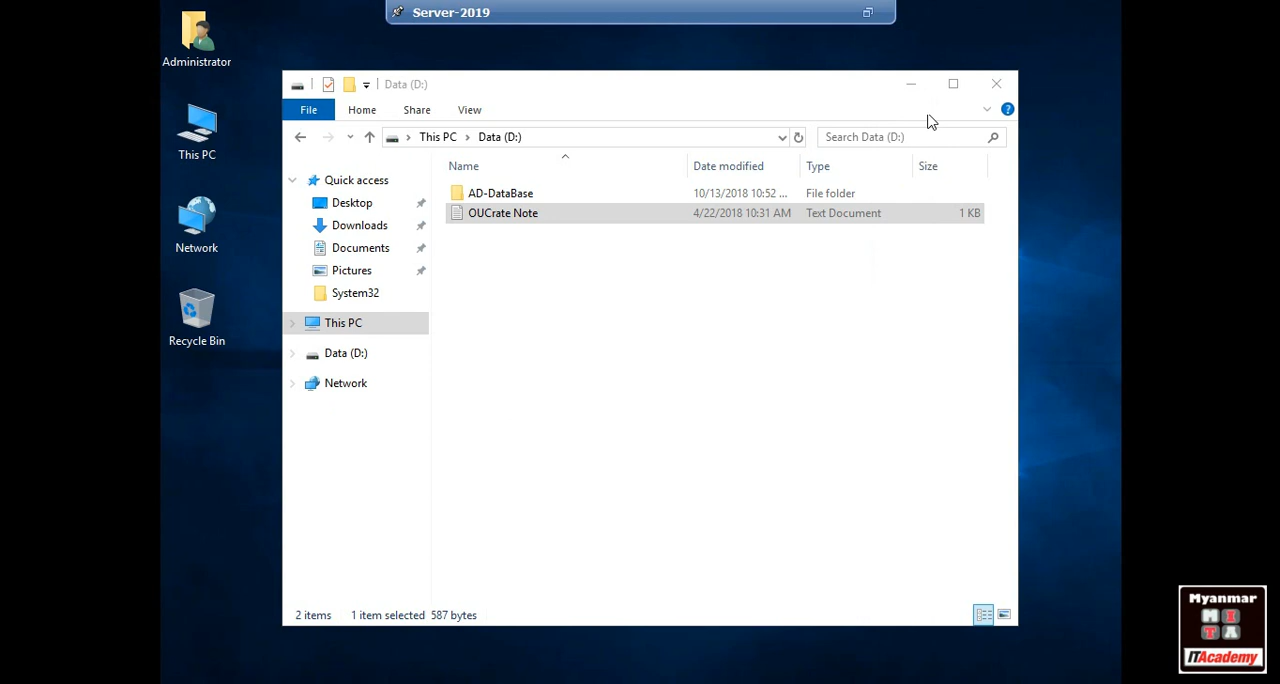 Server-2019
Administrator
This PC
Network
Recycle Bin
Data (D:)
File Home Share View
This PC Data (D:)
Search Data (D:)
Name Date modified Type Size
AD-DataBase 10/13/2018 10:52 ... File folder
OUCrate Note 4/22/2018 10:31 AM Text Document 1 KB
Quick access
Desktop
Downloads
Documents
Pictures
System32
This PC
Data (D:)
Network
2 items 1 item selected 587 bytes
Myanmar
M I
T A
ITAcademy